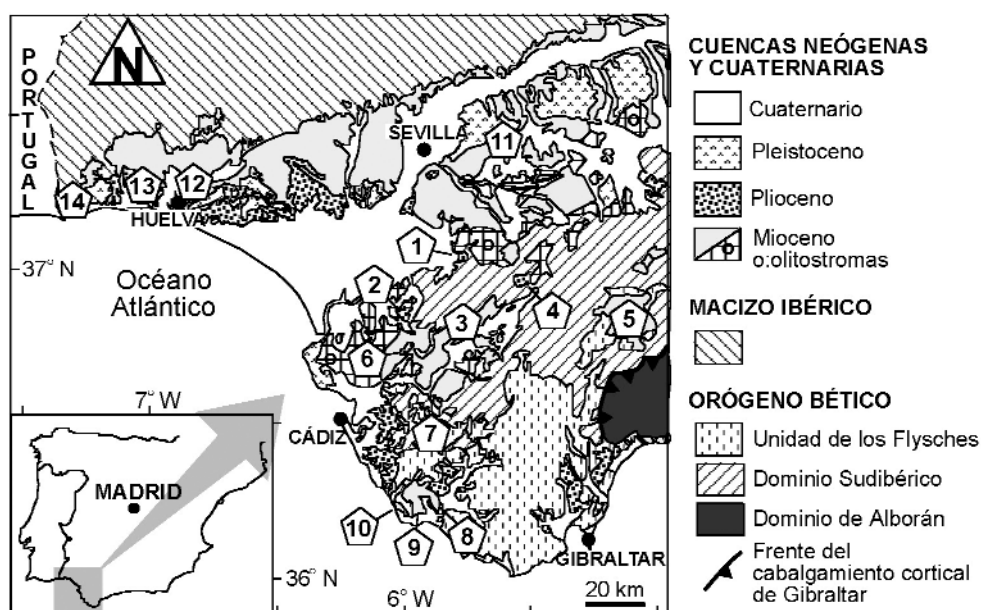 PORTUGAL
N
SEVILLA
11
14
13
12
HUELVA
1
37° N
Océano
Atlántico
2
3
4
5
6
7° W
CÁDIZ
7
MADRID
10
9
8
GIBRALTAR
36° N
6° W
20 km
CUENCAS NEÓGENAS
Y CUATERNARIAS
Cuaternario
Pleistoceno
Plioceno
Mioceno
o:olitostromas
o
o
o
o
MACIZO IBÉRICO
ORÓGENO BÉTICO
Unidad de los Flysches
Dominio Sudibérico
Dominio de Alborán
Frente del
cabalgamiento cortical
de Gibraltar